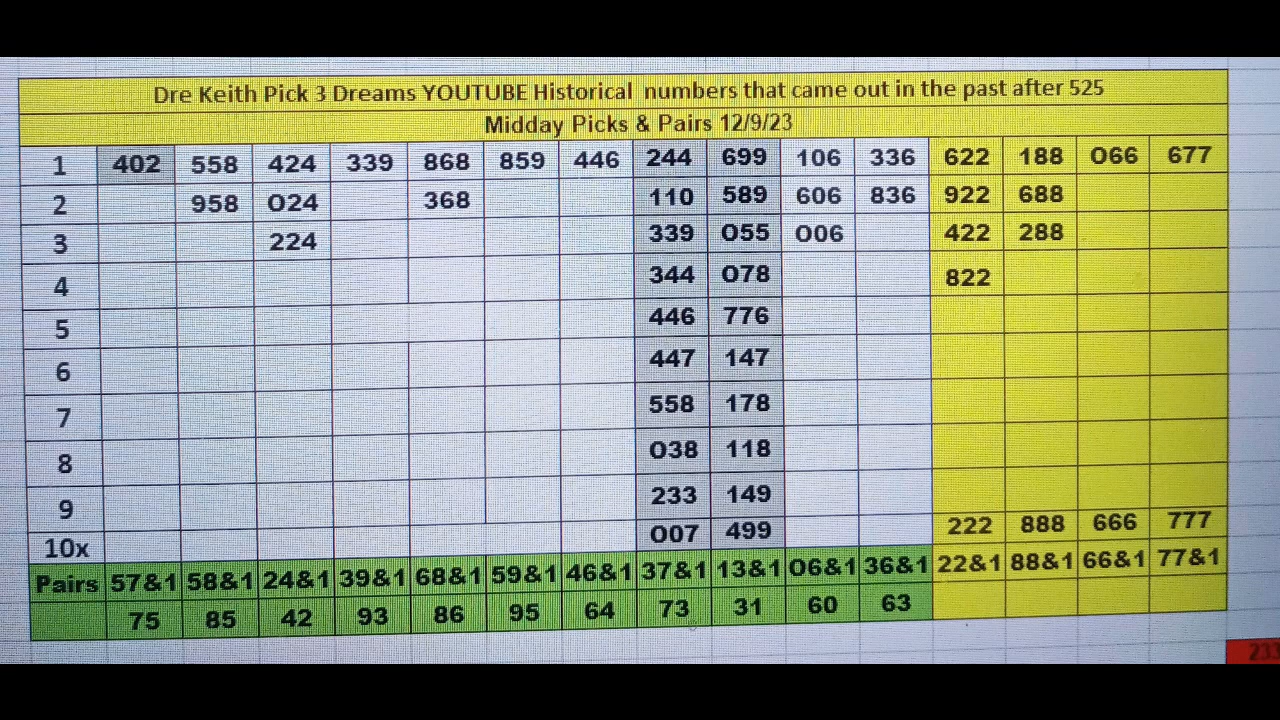 Dre Keith Pick 3 Dreams YOUTUBE Historical numbers that came out in the past after 525
Midday Picks & Pairs 12/9/23
1 402 558 424 339 868 859 446 244 699 106 336 622 188 066 677
2 958 024 368 110 589 606 836 922 688
3 224 339 055 006 422 288
4 344 078 822
5 446 776
6 447 147
7 558 178
8 038 118
9 233 149
10x 007 499 222 888 666 777
Pairs 57&1 58&1 24&1 39&1 68&1 59&1 46&1 37&1 13&1 06&1 36&1 22&1 88&1 66&1 77&1
75 85 42 93 86 95 64 73 31 60 63
233